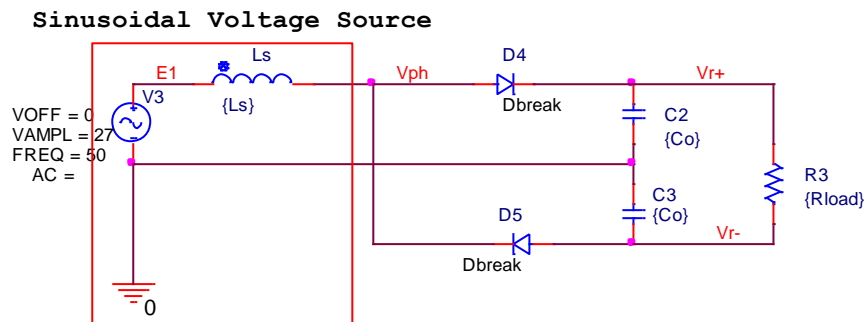 Sinusoidal Voltage Source
E1
Ls
{Ls}
V3
VOFF = 0
VAMPL = 27
FREQ = 50
AC =
0
Vph
D4
Dbreak
Vr+
C2
{Co}
C3
{Co}
R3
{Rload}
D5
Dbreak
Vr-